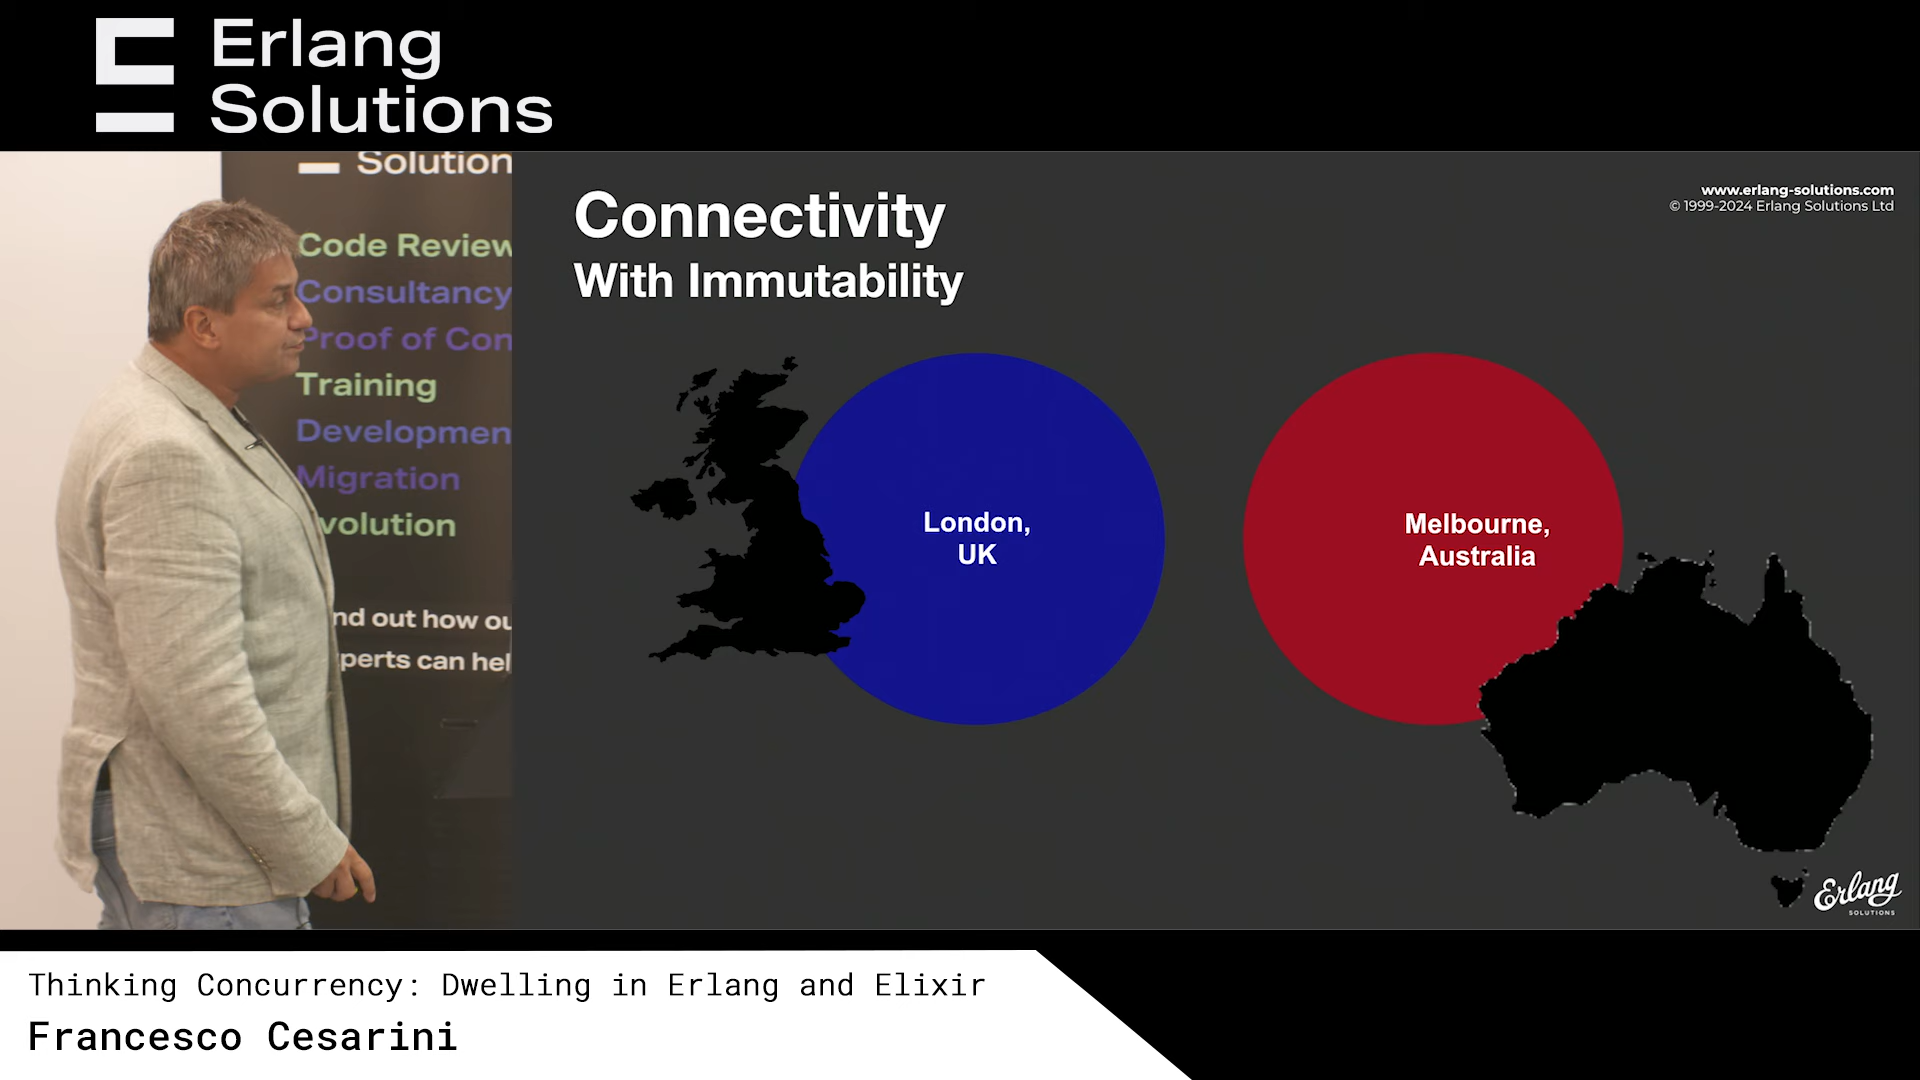 Erlang
Solutions
Solution
Code Review
Consultancy
Proof of Con
Training
Developmen
Migration
volution
nd out how ou
perts can hel
Connectivity
With Immutability
www.erlang-solutions.com
© 1999-2024 Erlang Solutions Ltd
London,
UK
Melbourne,
Australia
Erlang
SOLUTIONS
Thinking Concurrency: Dwelling in Erlang and Elixir
Francesco Cesarini